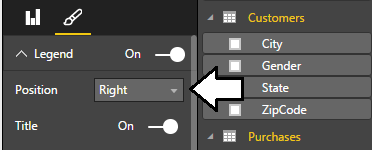 Legend On
Position Right
Title On
Customers
City
Gender
State
ZipCode
Purchases